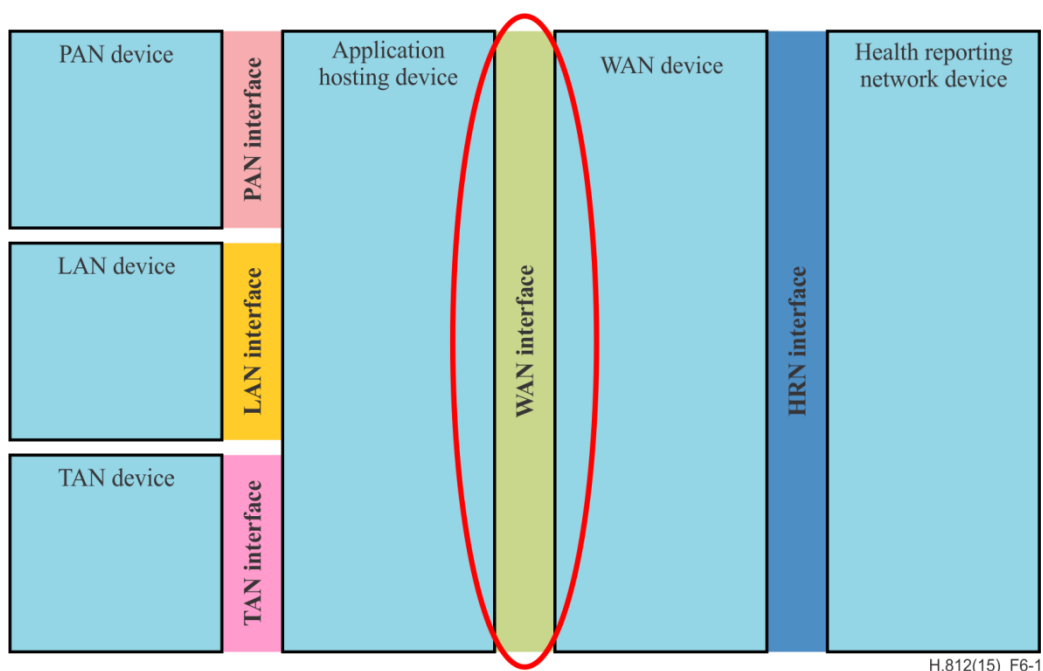 PAN device
PAN interface
LAN device
LAN interface
TAN device
TAN interface
Application
hosting device
WAN interface
WAN device
HRN interface
Health reporting
network device
H.812(15)_F6-1